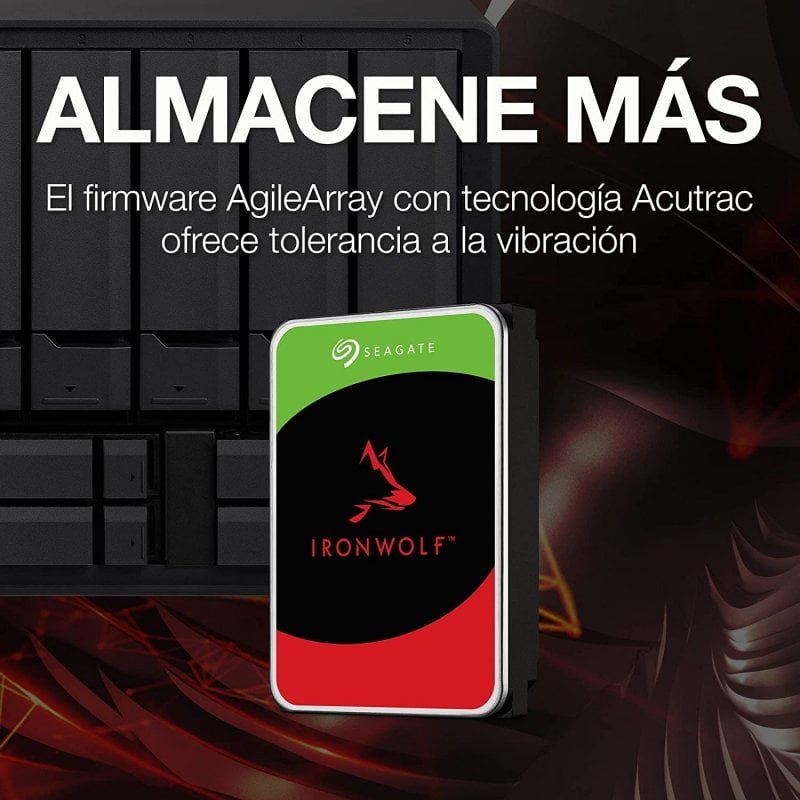 ALMACENE MÁS
El firmware AgileArray con tecnología Acutrac
ofrece tolerancia a la vibración
SEAGATE
IRONWOLF™